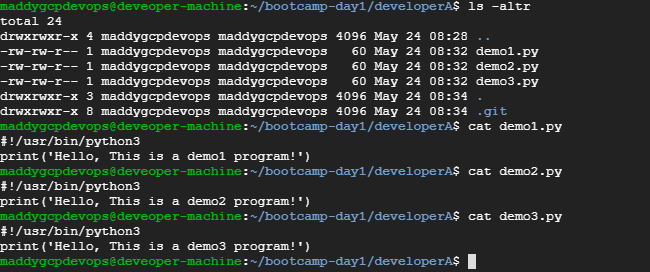 maddygcpdevops@deveoper-machine:~/bootcamp-day1/developerA$ ls -altr
total 24
drwxrwxr-x 4 maddygcpdevops maddygcpdevops 4096 May 24 08:28 ..
-rw-rw-r-- 1 maddygcpdevops maddygcpdevops   60 May 24 08:32 demo1.py
-rw-rw-r-- 1 maddygcpdevops maddygcpdevops   60 May 24 08:32 demo2.py
-rw-rw-r-- 1 maddygcpdevops maddygcpdevops   60 May 24 08:32 demo3.py
drwxrwxr-x 3 maddygcpdevops maddygcpdevops 4096 May 24 08:34 .
drwxrwxr-x 8 maddygcpdevops maddygcpdevops 4096 May 24 08:34 .git
maddygcpdevops@deveoper-machine:~/bootcamp-day1/developerA$ cat demo1.py
#!/usr/bin/python3
print('Hello, This is a demo1 program!')
maddygcpdevops@deveoper-machine:~/bootcamp-day1/developerA$ cat demo2.py
#!/usr/bin/python3
print('Hello, This is a demo2 program!')
maddygcpdevops@deveoper-machine:~/bootcamp-day1/developerA$ cat demo3.py
#!/usr/bin/python3
print('Hello, This is a demo3 program!')
maddygcpdevops@deveoper-machine:~/bootcamp-day1/developerA$